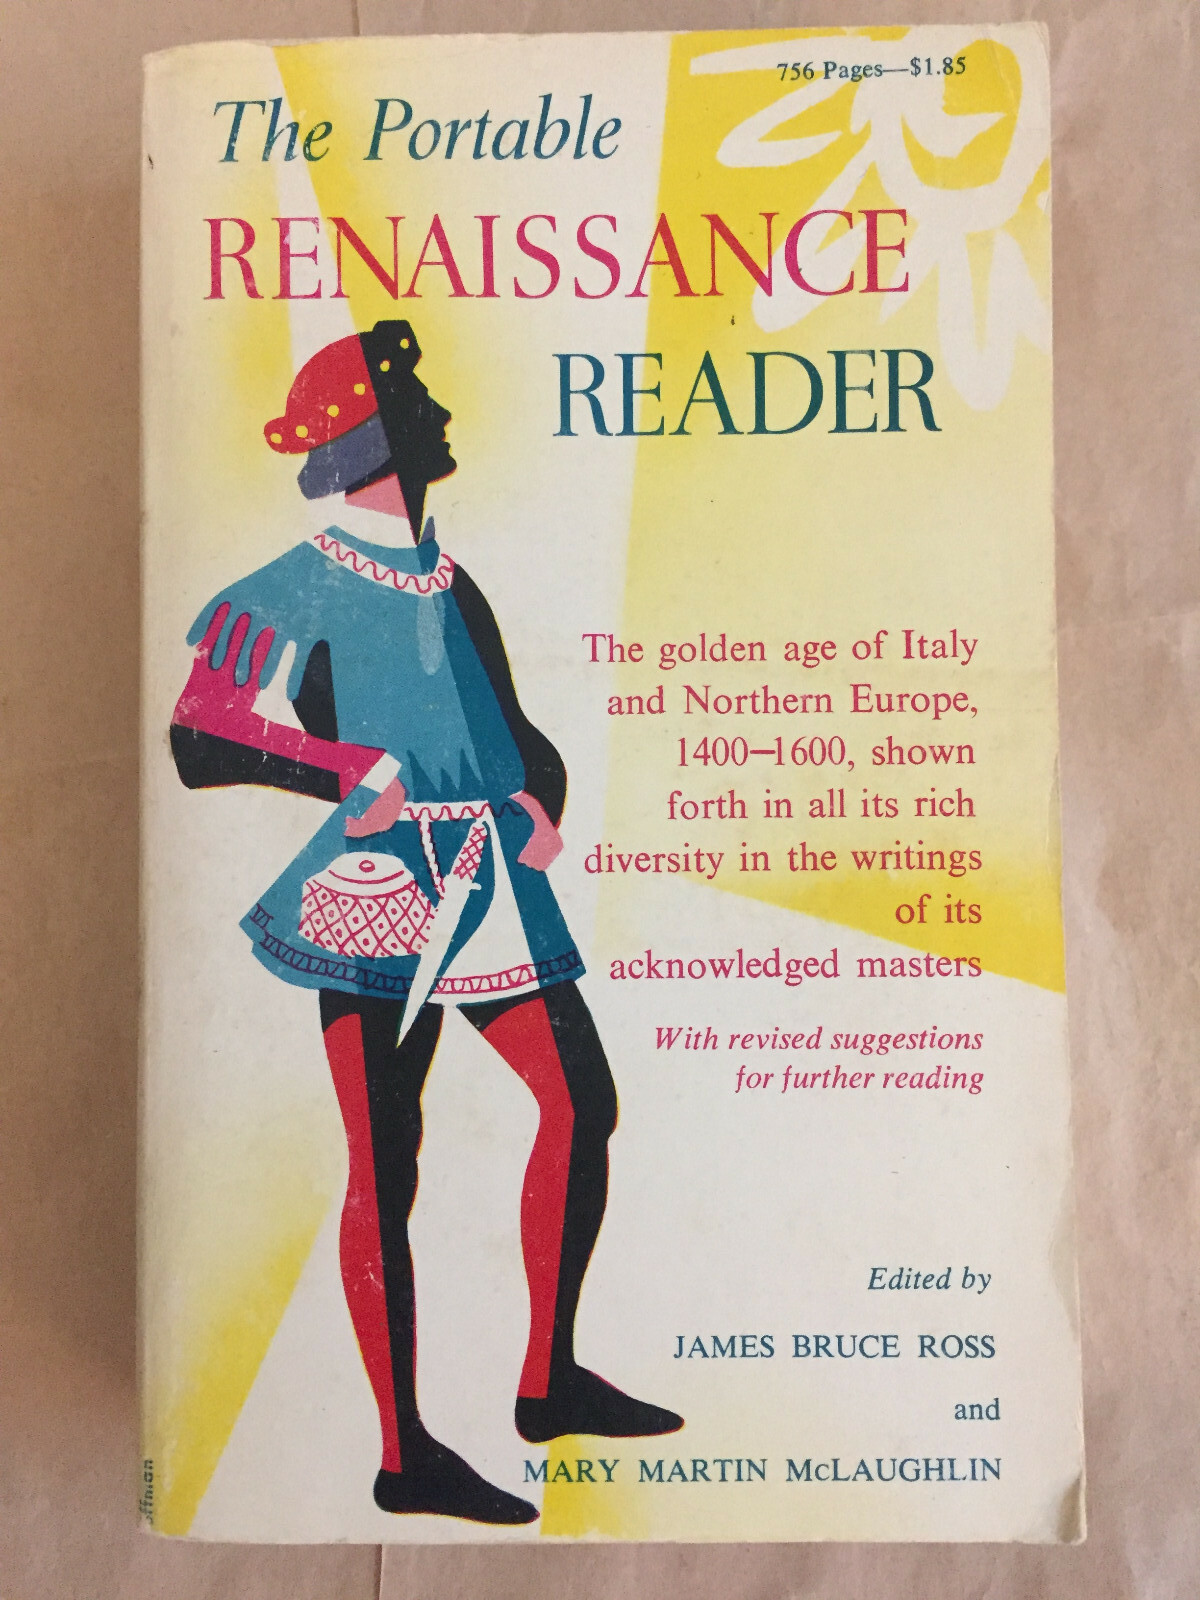 756 Pages—$1.85
The Portable
RENAISSANCE
READER
The golden age of Italy
and Northern Europe,
1400–1600, shown
forth in all its rich
diversity in the writings
of its
acknowledged masters
With revised suggestions
for further reading
Edited by
JAMES BRUCE ROSS
and
MARY MARTIN McLAUGHLIN